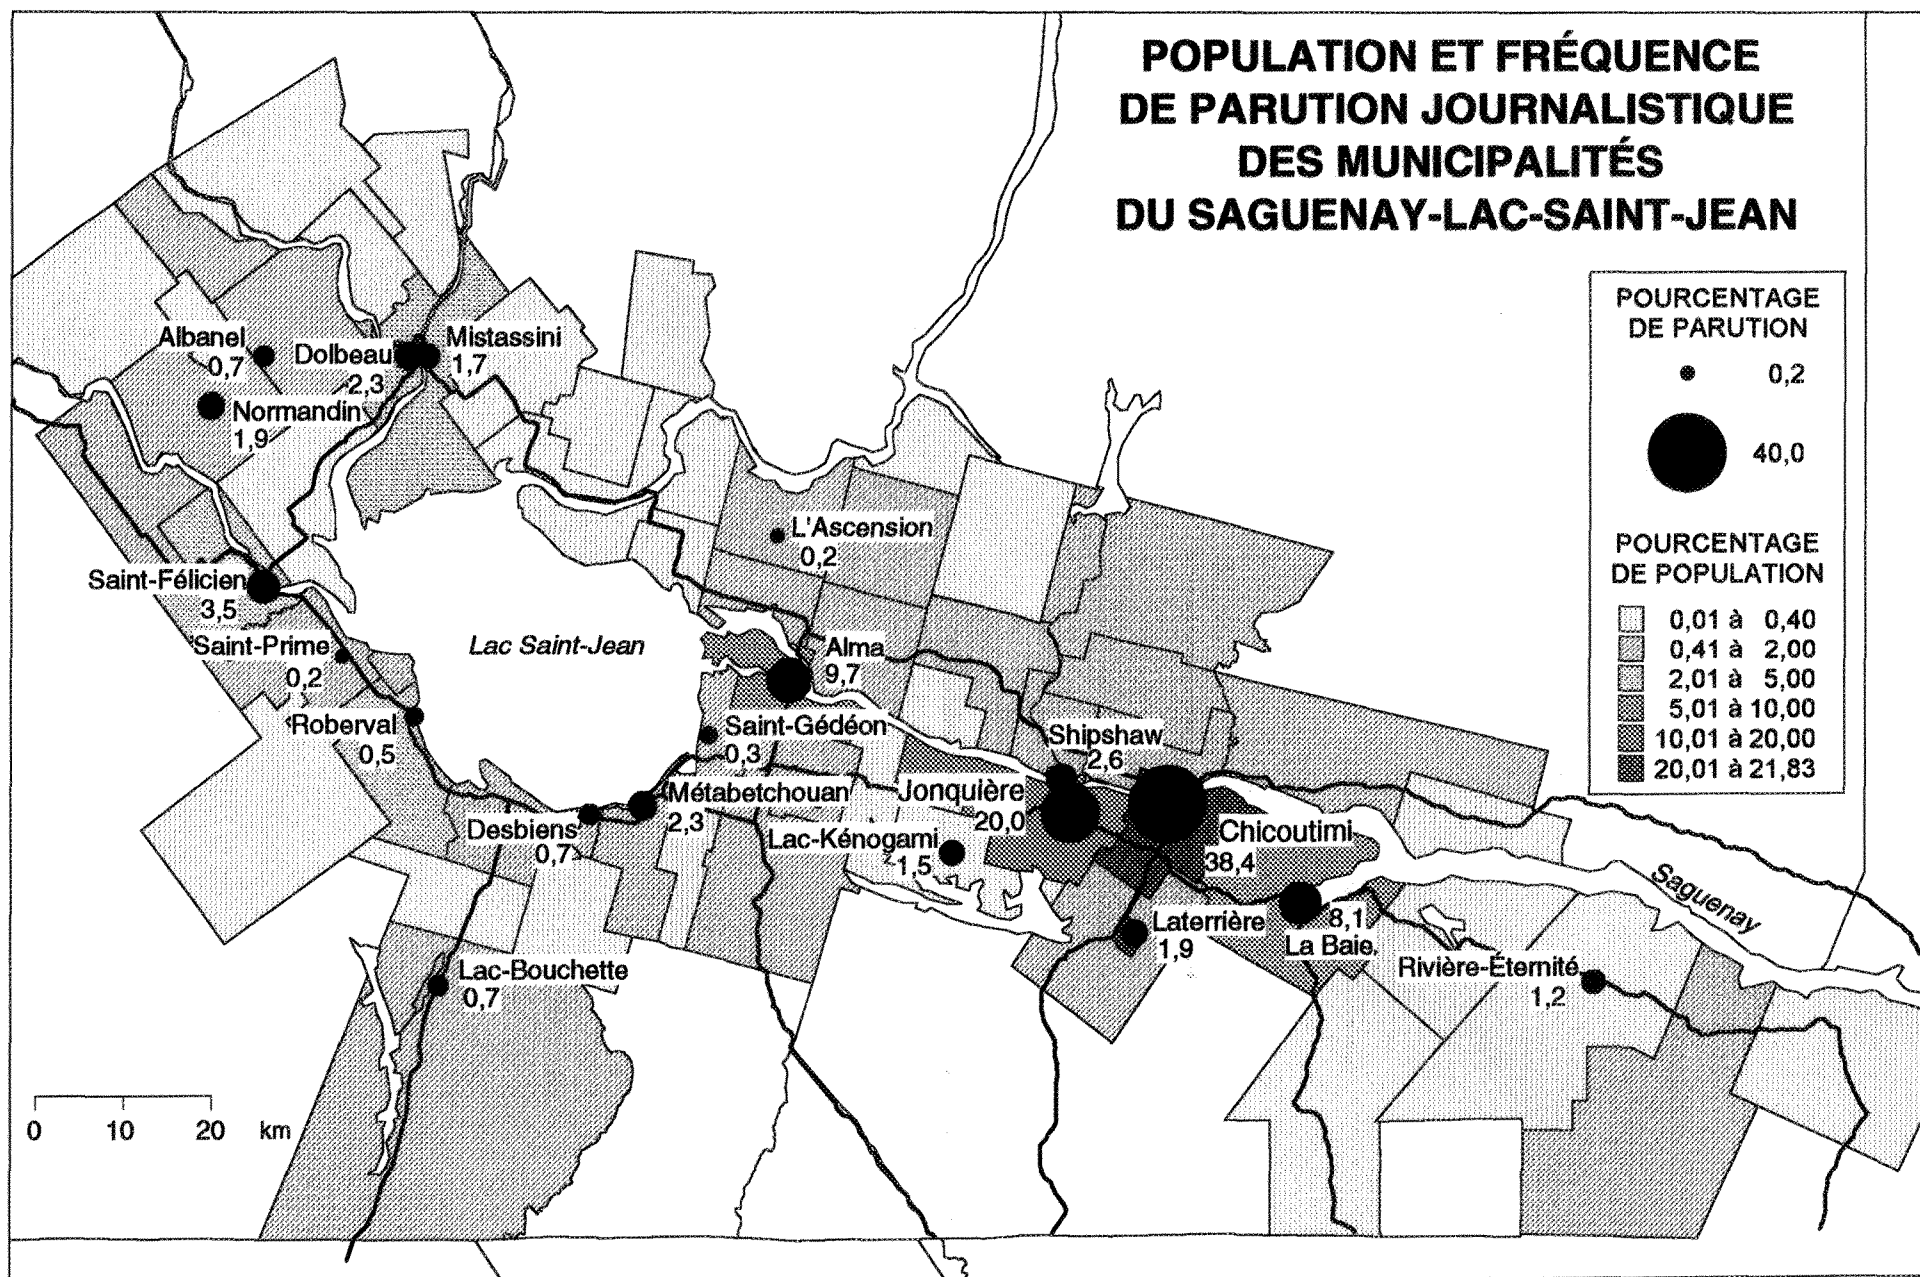 POPULATION ET FRÉQUENCE
DE PARUTION JOURNALISTIQUE
DES MUNICIPALITÉS
DU SAGUENAY-LAC-SAINT-JEAN
POURCENTAGE
DE PARUTION
0,2
40,0
POURCENTAGE
DE POPULATION
0,01 à 0,40
0,41 à 2,00
2,01 à 5,00
5,01 à 10,00
10,01 à 20,00
20,01 à 21,83
Albanel
0,7
Dolbeau
2,3
Mistassini
1,7
Normandin
1,9
L'Ascension
0,2
Saint-Félicien
3,5
Saint-Prime
0,2
Lac Saint-Jean
Alma
9,7
Roberval
0,5
Saint-Gédéon
0,3
Shipshaw
2,6
Métabetchouan
2,3
Jonquière
20,0
Desbiens
0,7
Lac-Kénogami
1,5
Chicoutimi
38,4
Saguenay
Laterrière
1,9
8,1
La Baie
Rivière-Éternité
1,2
Lac-Bouchette
0,7
0 10 20 km